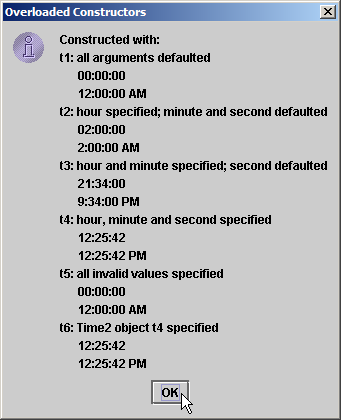 Overloaded Constructors
Constructed with:
t1: all arguments defaulted
00:00:00
12:00:00 AM
t2: hour specified; minute and second defaulted
02:00:00
2:00:00 AM
t3: hour and minute specified; second defaulted
21:34:00
9:34:00 PM
t4: hour, minute and second specified
12:25:42
12:25:42 PM
t5: all invalid values specified
00:00:00
12:00:00 AM
t6: Time2 object t4 specified
12:25:42
12:25:42 PM
OK